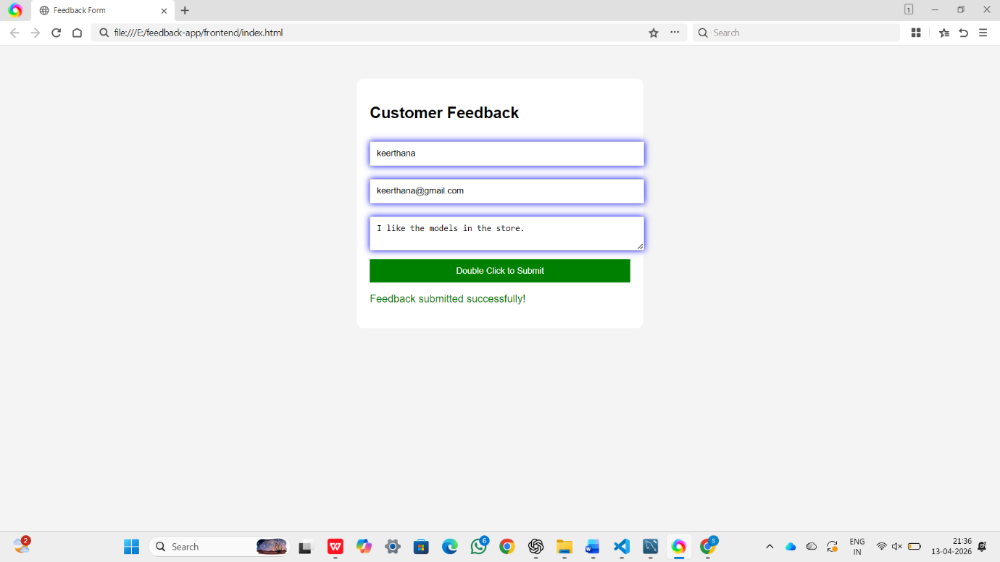 Feedback Form
1
file:///E:/feedback-app/frontend/index.html
Search
Customer Feedback
keerthana
keerthana@gmail.com
I like the models in the store.
Double Click to Submit
Feedback submitted successfully!
2
Search
W
6
W
S
ENG
IN
21:36
13-04-2026